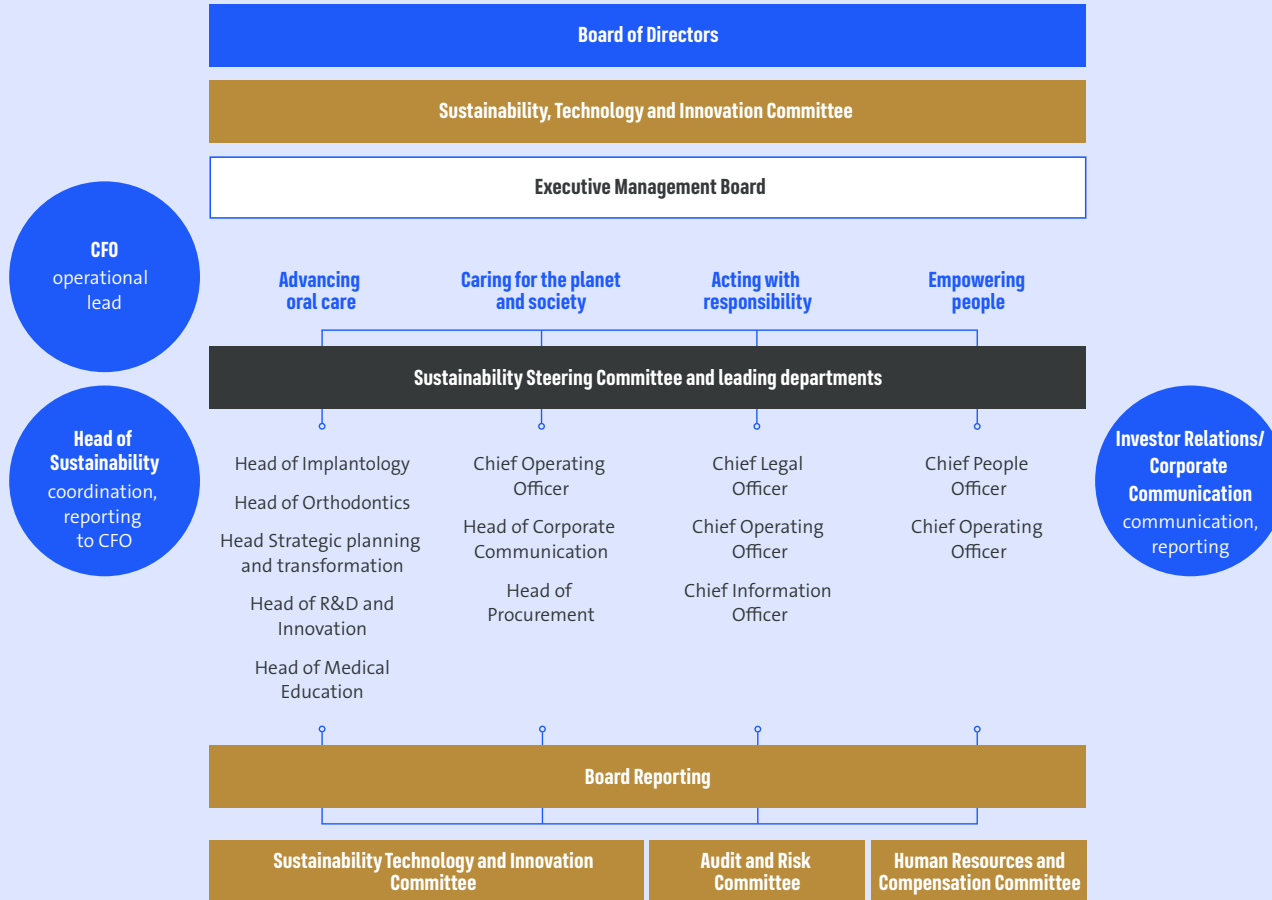 Board of Directors
Sustainability, Technology and Innovation Committee
Executive Management Board
CFO
operational
lead
Advancing
oral care
Caring for the planet
and society
Acting with
responsibility
Empowering
people
Sustainability Steering Committee and leading departments
Head of
Sustainability
coordination,
reporting
to CFO
Head of Implantology
Head of Orthodontics
Head Strategic planning
and transformation
Head of R&D and
Innovation
Head of Medical
Education
Chief Operating
Officer
Head of Corporate
Communication
Head of
Procurement
Chief Legal
Officer
Chief Operating
Officer
Chief Information
Officer
Chief People
Officer
Chief Operating
Officer
Investor Relations/
Corporate
Communication
communication,
reporting
Board Reporting
Sustainability Technology and Innovation
Committee
Audit and Risk
Committee
Human Resources and
Compensation Committee